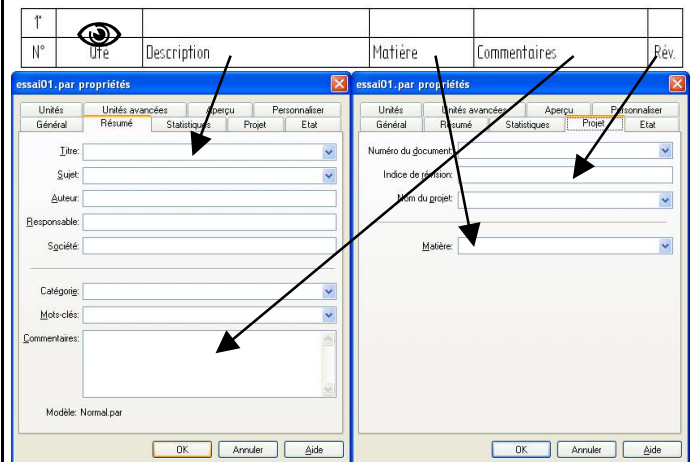 1*
N° Qté Description Matière Commentaires Rév.
essai01.par propriétés
Unités Unités avancées Aperçu Personnaliser
Général Résumé Statistiques Projet Etat
Titre:
Sujet:
Auteur:
Responsable:
Société:
Catégorie:
Mots-clés:
Commentaires:
Modèle: Normal.par
OK Annuler Aide
essai01.par propriétés
Unités Unités avancées Aperçu Personnaliser
Général Résumé Statistiques Projet Etat
Numéro du document:
Indice de révision:
Nom du projet:
Matière:
OK Annuler Aide